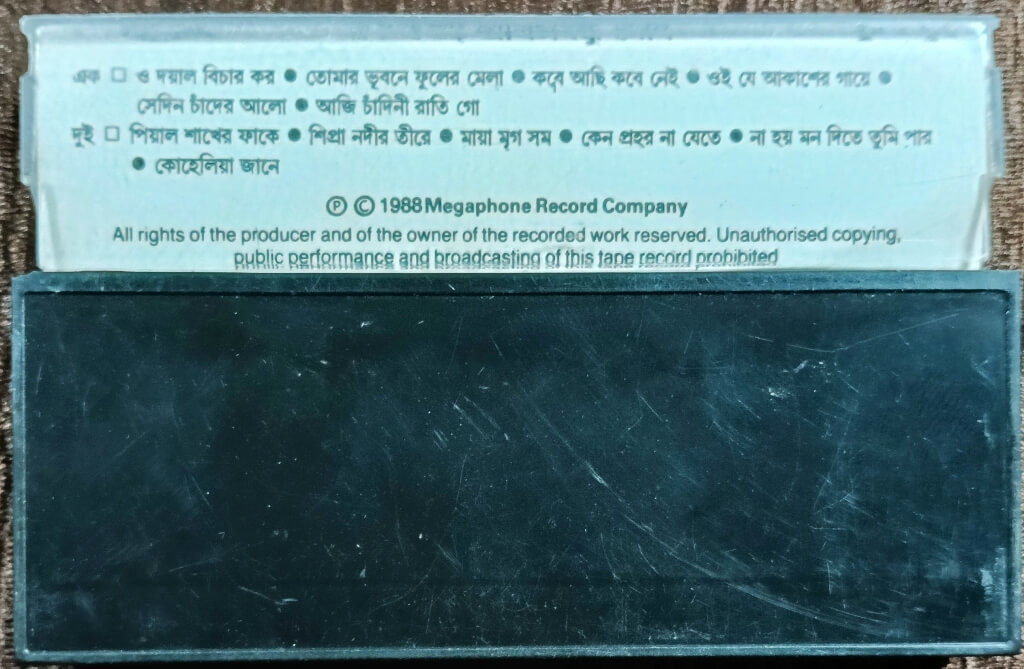 এক □ ও দয়াল বিচার কর ● তোমার ভুবনে ফুলের মেলা ● কবে আছি কবে নেই ● ওই যে আকাশের গায়ে ●
সেদিন চাঁদের আলো ● আজি চাঁদিনী রাতি গো
দুই □ পিয়াল শাখের ফাঁকে ● শিপ্রা নদীর তীরে ● মায়া মৃগ সম ● কেন প্রহর না যেতে ● না হয় মন দিতে তুমি পার
● কোহেলিয়া জানে
Ⓟ © 1988 Megaphone Record Company
All rights of the producer and of the owner of the recorded work reserved. Unauthorised copying,
public performance and broadcasting of this tape record prohibited